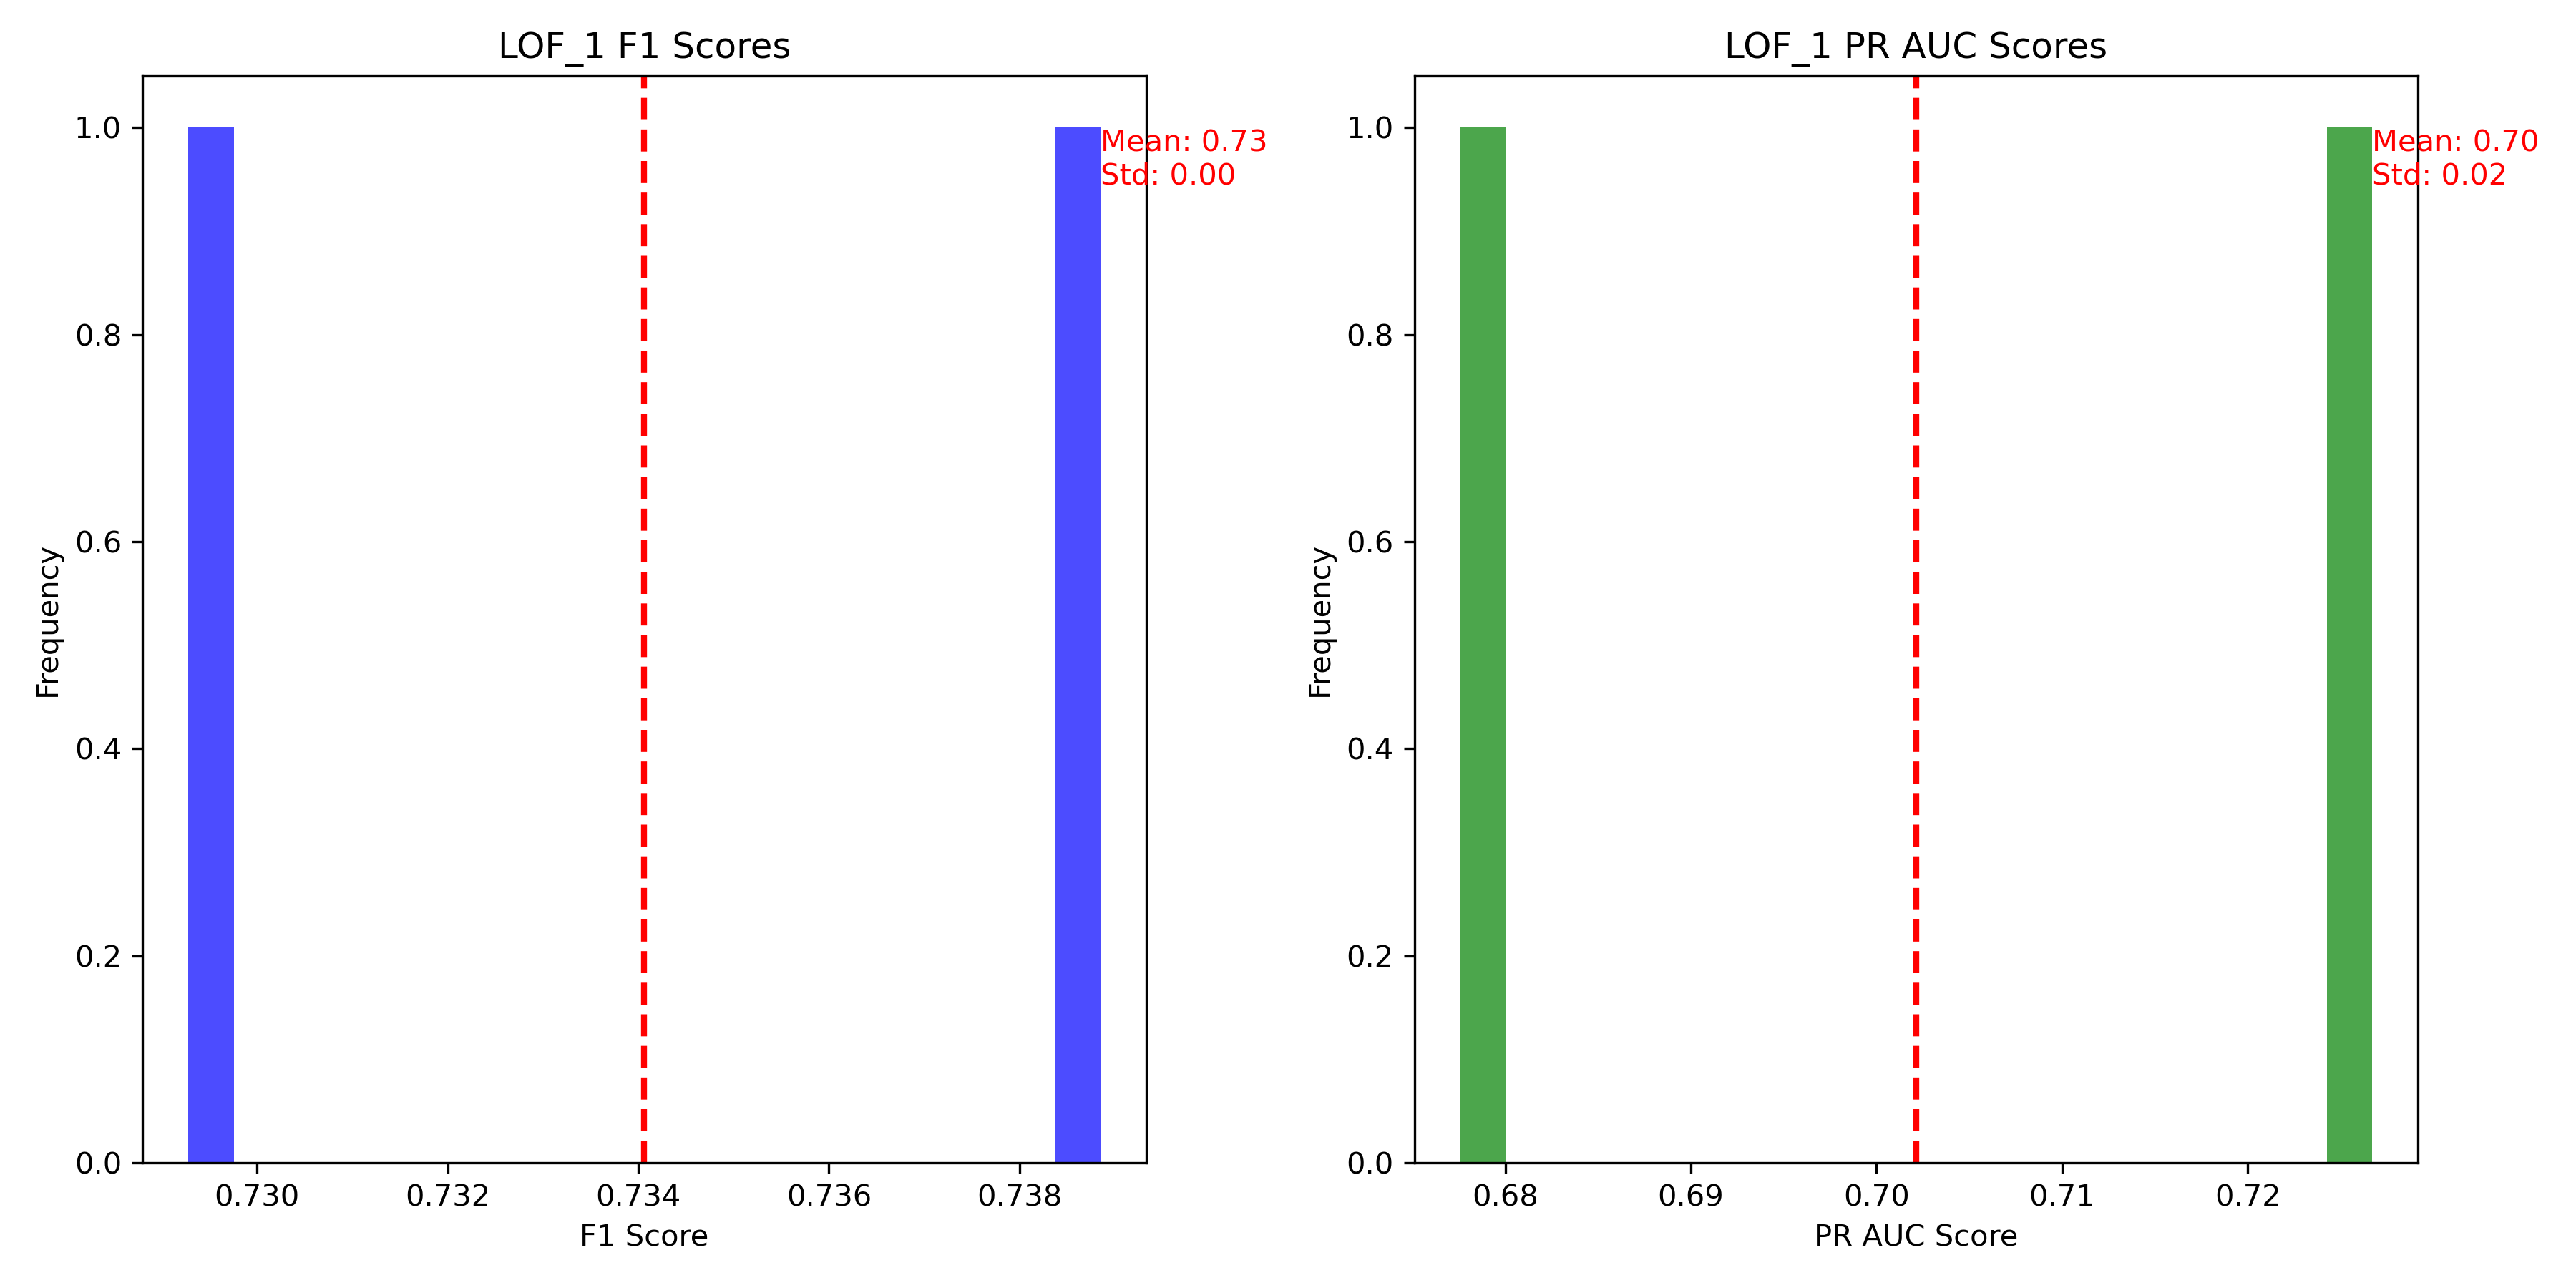 LOF_1 F1 Scores
1.0
0.8
0.6
0.4
0.2
0.0
Frequency
Mean: 0.73
Std: 0.00
0.730 0.732 0.734 0.736 0.738
F1 Score
LOF_1 PR AUC Scores
1.0
0.8
0.6
0.4
0.2
0.0
Frequency
Mean: 0.70
Std: 0.02
0.68 0.69 0.70 0.71 0.72
PR AUC Score